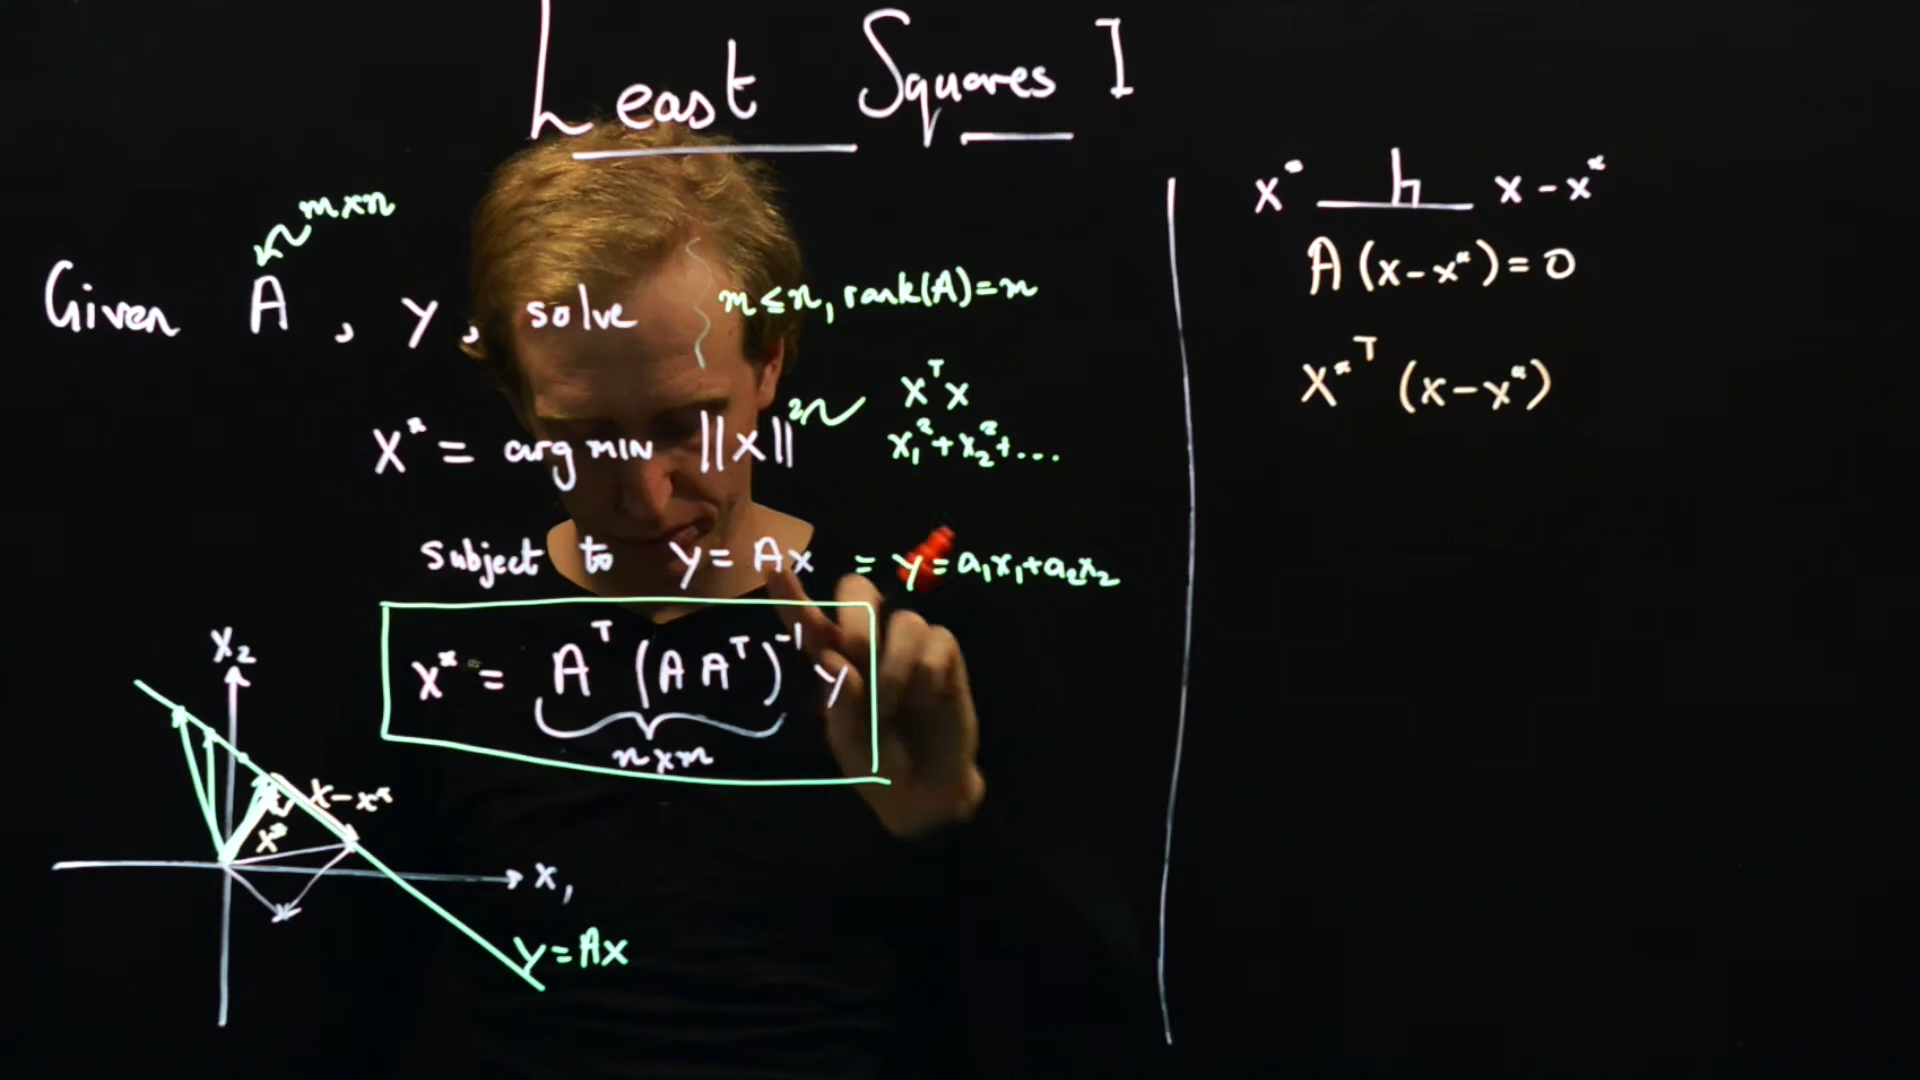 Least Squares I
m×n
Given A, y, solve
m ≤ n, rank(A) = m
x* = arg MIN ||x||²
xᵀx
x₁² + x₂² + ...
subject to y = Ax = y = a₁x₁ + a₂x₂
x* = Aᵀ(AAᵀ)⁻¹ y
n×m
x₂
x - x*
x*
x₁
y = Ax
x* ⊥ x - x*
A(x - x*) = 0
x*ᵀ(x - x*)